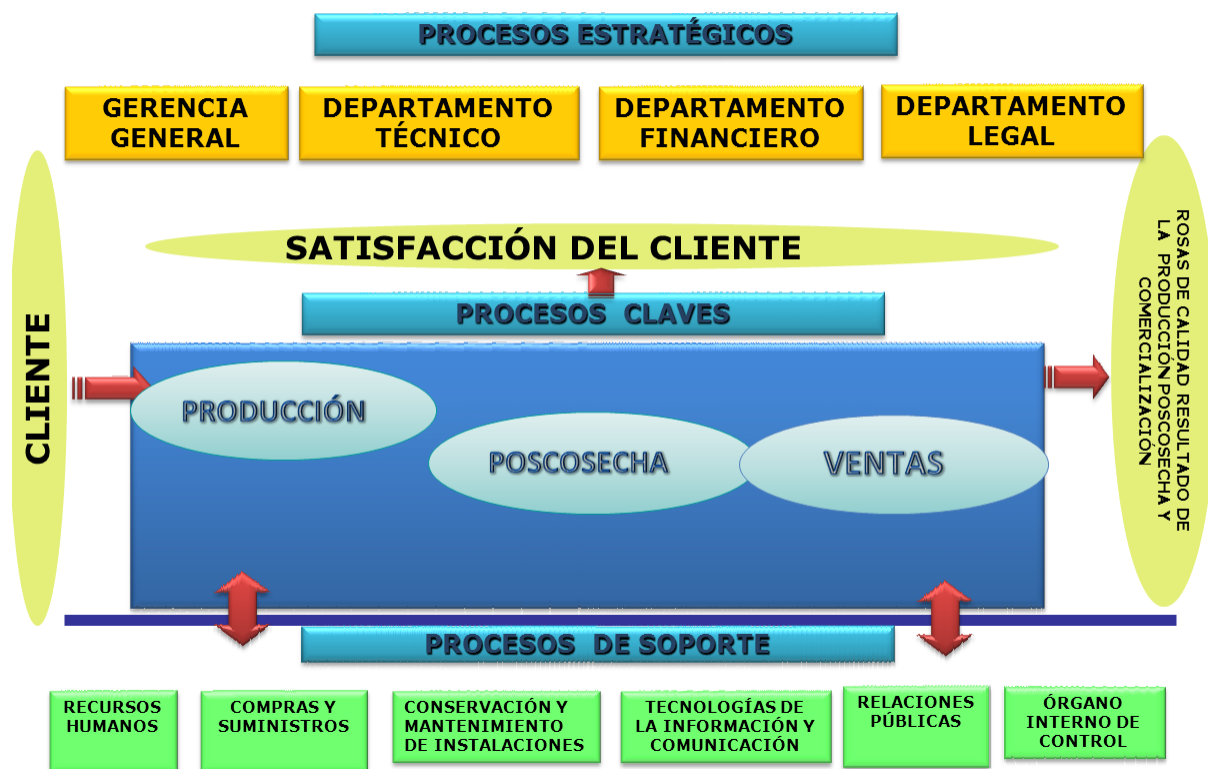 PROCESOS ESTRATÉGICOS
GERENCIA
GENERAL
DEPARTAMENTO
TÉCNICO
DEPARTAMENTO
FINANCIERO
DEPARTAMENTO
LEGAL
CLIENTE
SATISFACCIÓN DEL CLIENTE
PROCESOS CLAVES
PRODUCCIÓN
POSCOSECHA
VENTAS
ROSAS DE CALIDAD RESULTADO DE
LA PRODUCCIÓN POSCOSECHA Y
COMERCIALIZACIÓN
PROCESOS DE SOPORTE
RECURSOS
HUMANOS
COMPRAS Y
SUMINISTROS
CONSERVACIÓN Y
MANTENIMIENTO
DE INSTALACIONES
TECNOLOGÍAS DE
LA INFORMACIÓN Y
COMUNICACIÓN
RELACIONES
PÚBLICAS
ÓRGANO
INTERNO DE
CONTROL